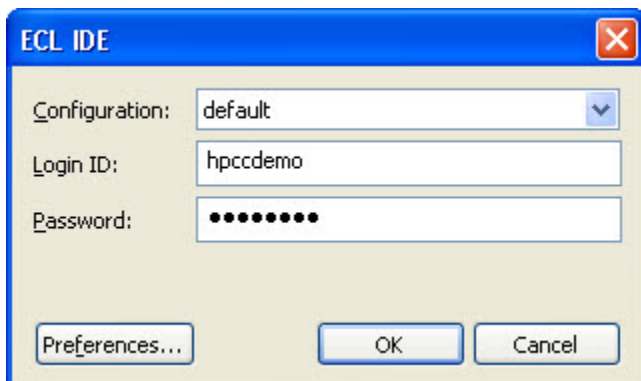 ECL IDE
Configuration: default
Login ID: hpccdemo
Password: ●●●●●●●●
Preferences... OK Cancel